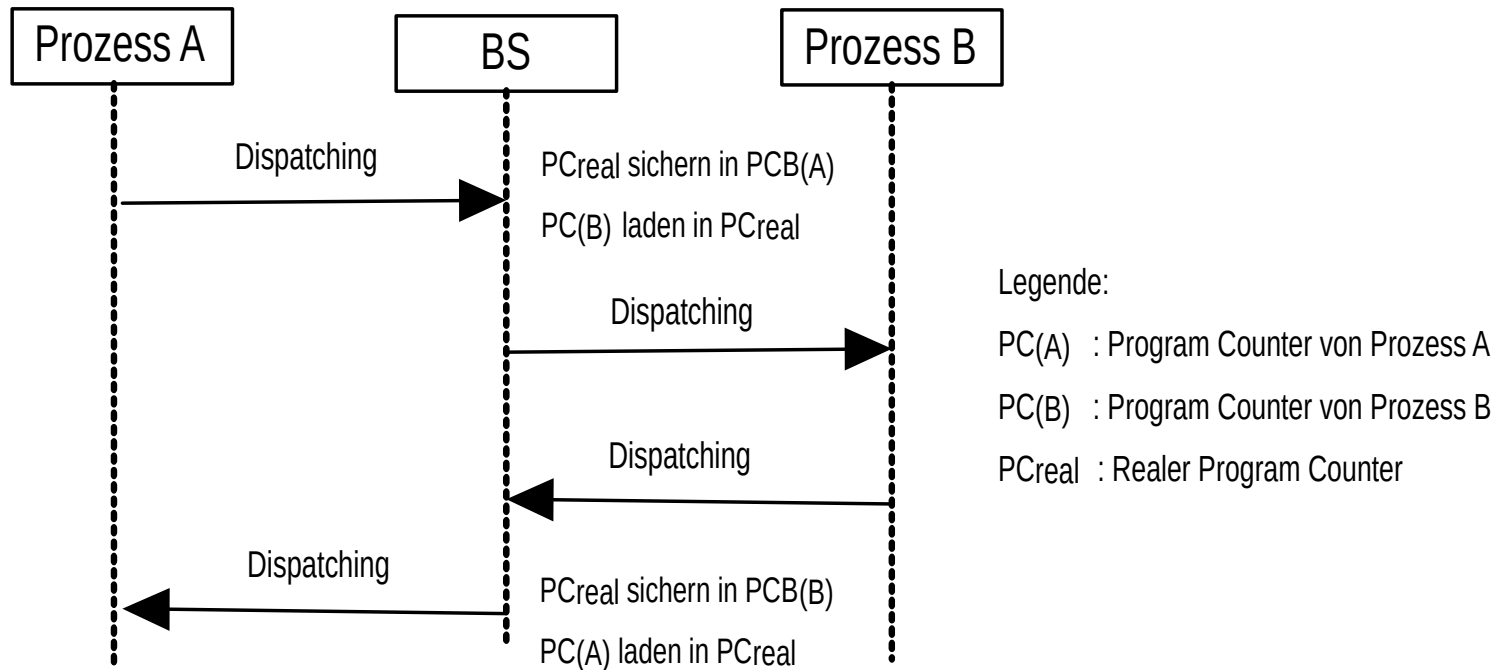 Prozess A
BS
Prozess B
Dispatching
PCreal sichern in PCB(A)
PC(B) laden in PCreal
Dispatching
Legende:
PC(A) : Program Counter von Prozess A
PC(B) : Program Counter von Prozess B
PCreal : Realer Program Counter
Dispatching
Dispatching
PCreal sichern in PCB(B)
PC(A) laden in PCreal